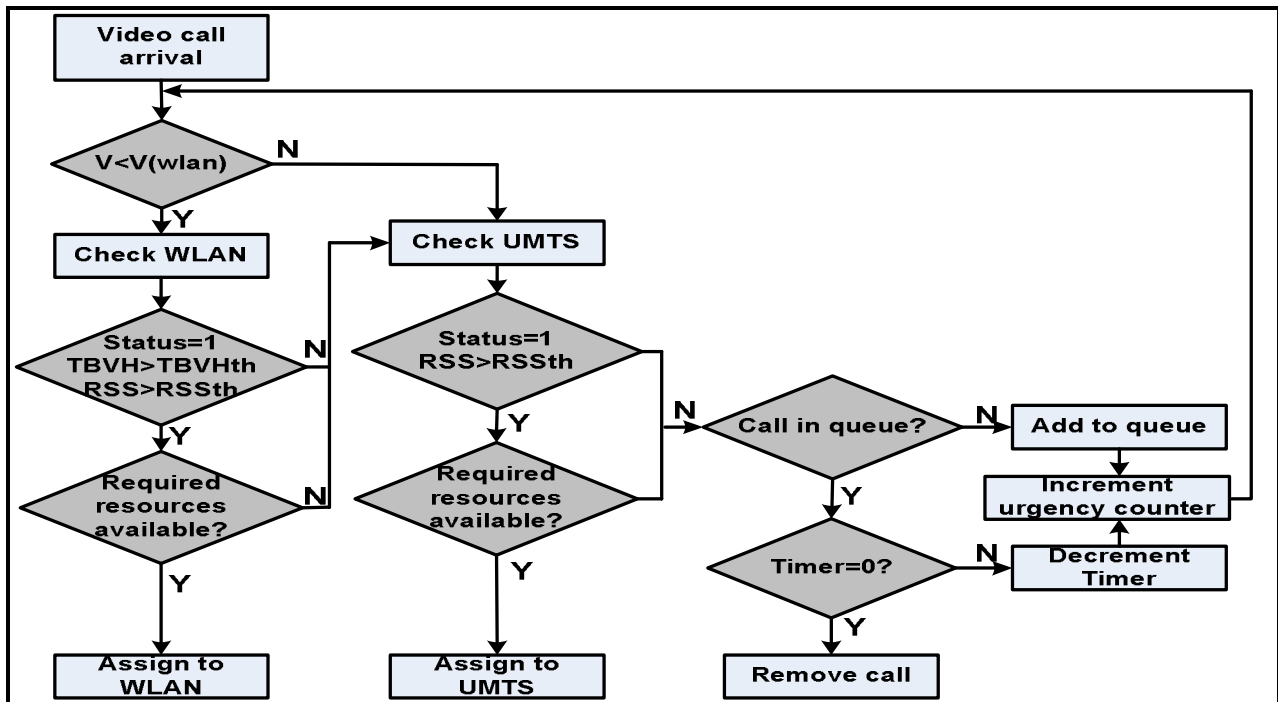 Video call
arrival
V<V(wlan)
N
Y
Check WLAN
Check UMTS
Status=1
TBVH>TBVHth
RSS>RSSth
N
Y
Status=1
RSS>RSSth
Y
N
Required
resources
available?
N
Y
Required
resources
available?
Y
Call in queue?
N
Y
Add to queue
Increment
urgency counter
Timer=0?
N
Y
Decrement
Timer
Assign to
WLAN
Assign to
UMTS
Remove call